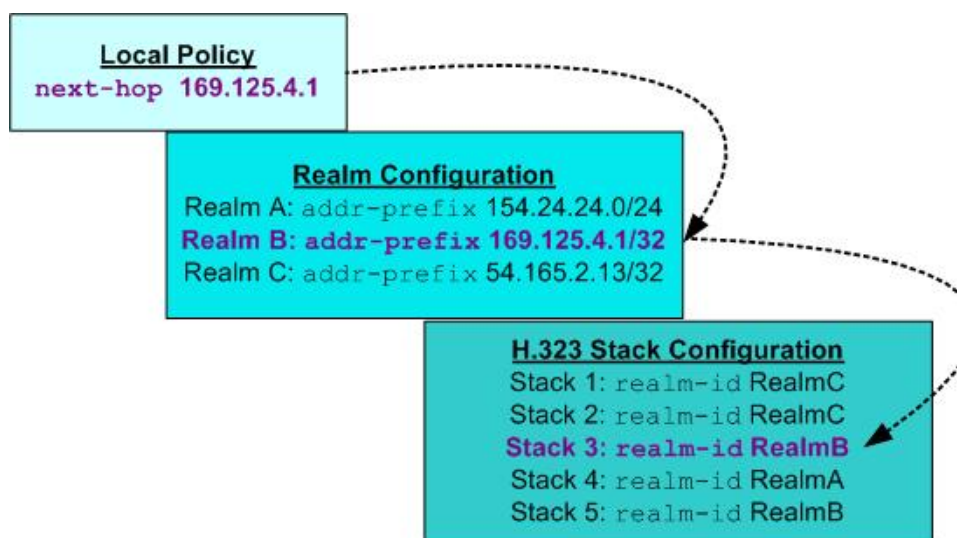 Local Policy
next-hop 169.125.4.1
Realm Configuration
Realm A: addr-prefix 154.24.24.0/24
Realm B: addr-prefix 169.125.4.1/32
Realm C: addr-prefix 54.165.2.13/32
H.323 Stack Configuration
Stack 1: realm-id RealmC
Stack 2: realm-id RealmC
Stack 3: realm-id RealmB
Stack 4: realm-id RealmA
Stack 5: realm-id RealmB